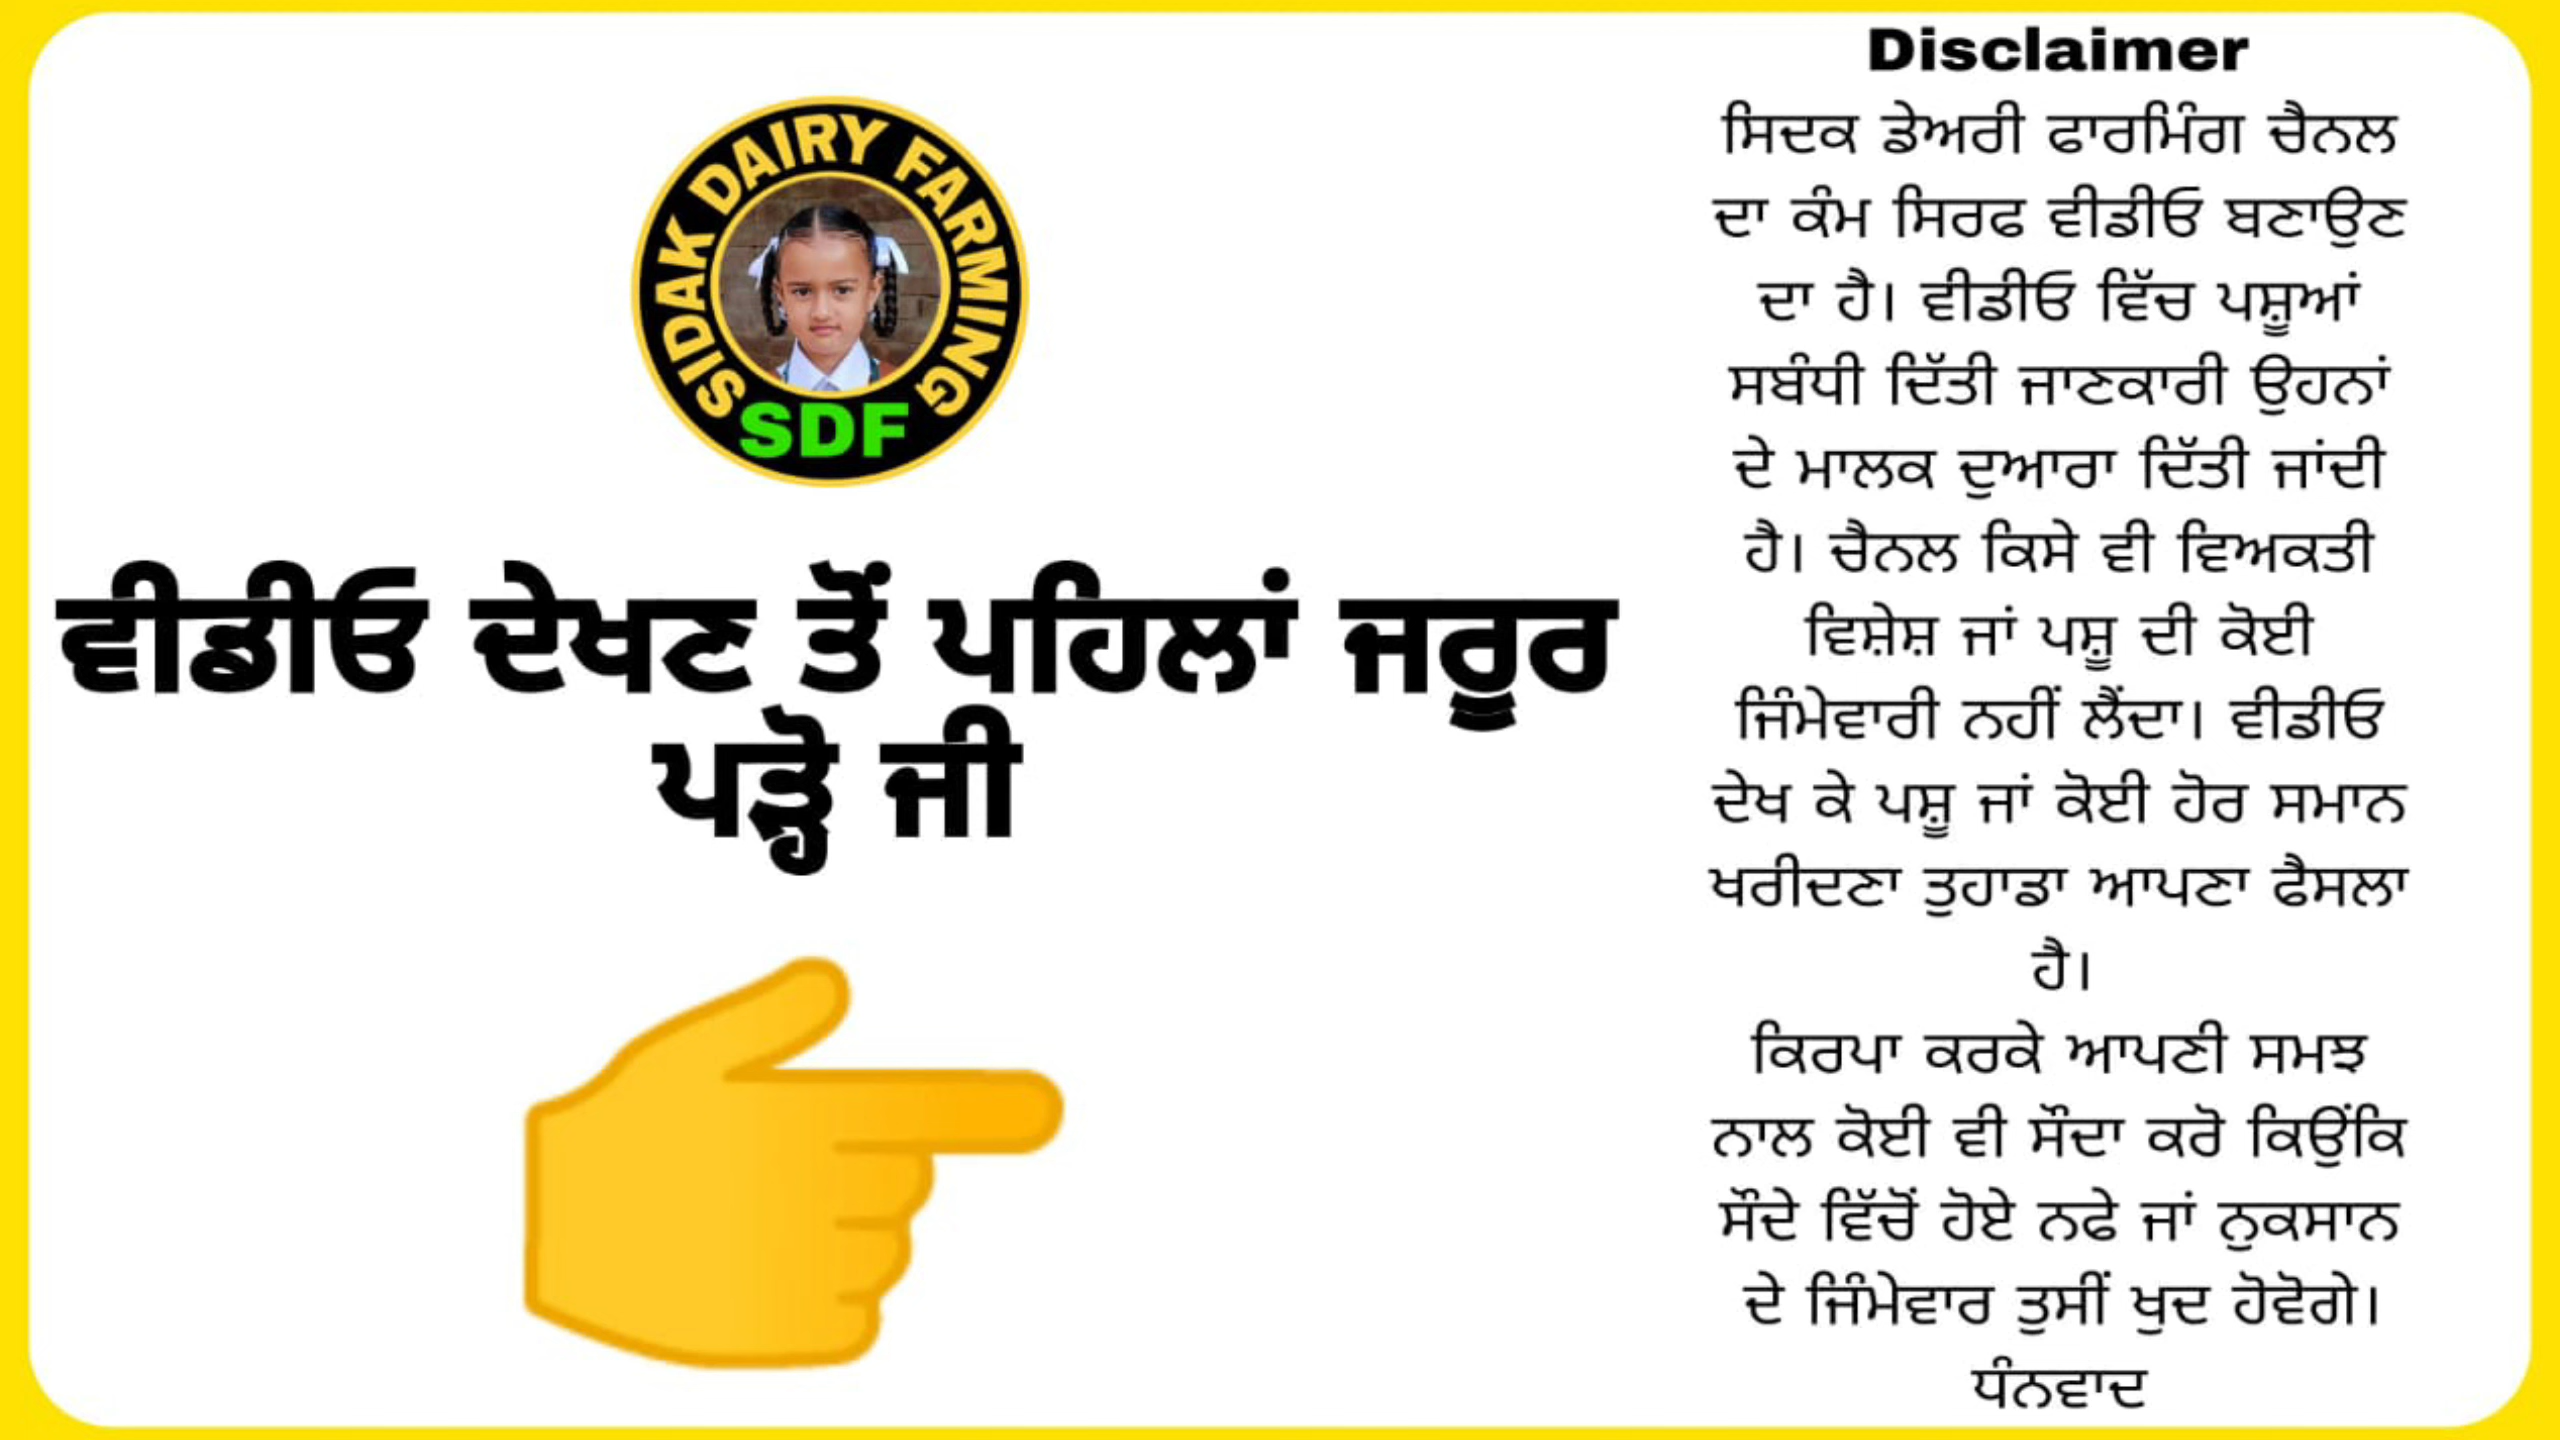 SIDAK DAIRY FARMING
SDF
ਵੀਡੀਓ ਦੇਖਣ ਤੋਂ ਪਹਿਲਾਂ ਜਰੂਰ
ਪੜ੍ਹੋ ਜੀ
Disclaimer
ਸਿਦਕ ਡੇਅਰੀ ਫਾਰਮਿੰਗ ਚੈਨਲ
ਦਾ ਕੰਮ ਸਿਰਫ ਵੀਡੀਓ ਬਣਾਉਣ
ਦਾ ਹੈ। ਵੀਡੀਓ ਵਿੱਚ ਪਸ਼ੂਆਂ
ਸਬੰਧੀ ਦਿੱਤੀ ਜਾਣਕਾਰੀ ਉਹਨਾਂ
ਦੇ ਮਾਲਕ ਦੁਆਰਾ ਦਿੱਤੀ ਜਾਂਦੀ
ਹੈ। ਚੈਨਲ ਕਿਸੇ ਵੀ ਵਿਅਕਤੀ
ਵਿਸ਼ੇਸ਼ ਜਾਂ ਪਸ਼ੂ ਦੀ ਕੋਈ
ਜਿੰਮੇਵਾਰੀ ਨਹੀਂ ਲੈਂਦਾ। ਵੀਡੀਓ
ਦੇਖ ਕੇ ਪਸ਼ੂ ਜਾਂ ਕੋਈ ਹੋਰ ਸਮਾਨ
ਖਰੀਦਣਾ ਤੁਹਾਡਾ ਆਪਣਾ ਫੈਸਲਾ
ਹੈ।
ਕਿਰਪਾ ਕਰਕੇ ਆਪਣੀ ਸਮਝ
ਨਾਲ ਕੋਈ ਵੀ ਸੌਦਾ ਕਰੋ ਕਿਉਂਕਿ
ਸੌਦੇ ਵਿੱਚੋਂ ਹੋਏ ਨਫੇ ਜਾਂ ਨੁਕਸਾਨ
ਦੇ ਜਿੰਮੇਵਾਰ ਤੁਸੀਂ ਖੁਦ ਹੋਵੋਗੇ।
ਧੰਨਵਾਦ